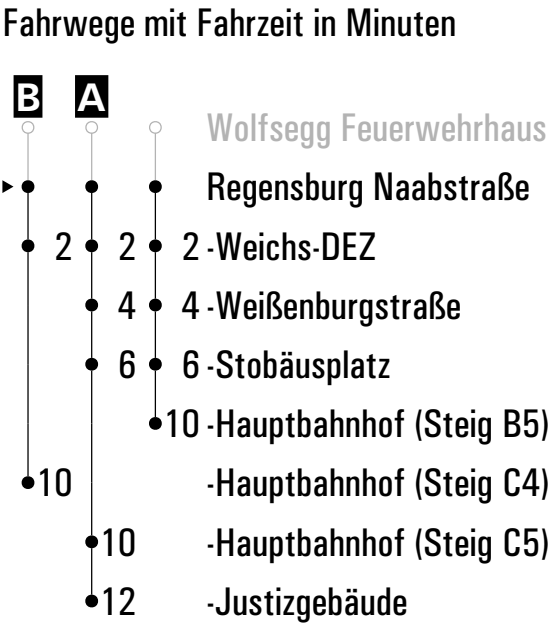 Fahrwege mit Fahrzeit in Minuten
B A
Wolfsegg Feuerwehrhaus
Regensburg Naabstraße
2 2 2 -Weichs-DEZ
4 4 -Weißenburgstraße
6 6 -Stobäusplatz
10 -Hauptbahnhof (Steig B5)
10 -Hauptbahnhof (Steig C4)
10 -Hauptbahnhof (Steig C5)
12 -Justizgebäude